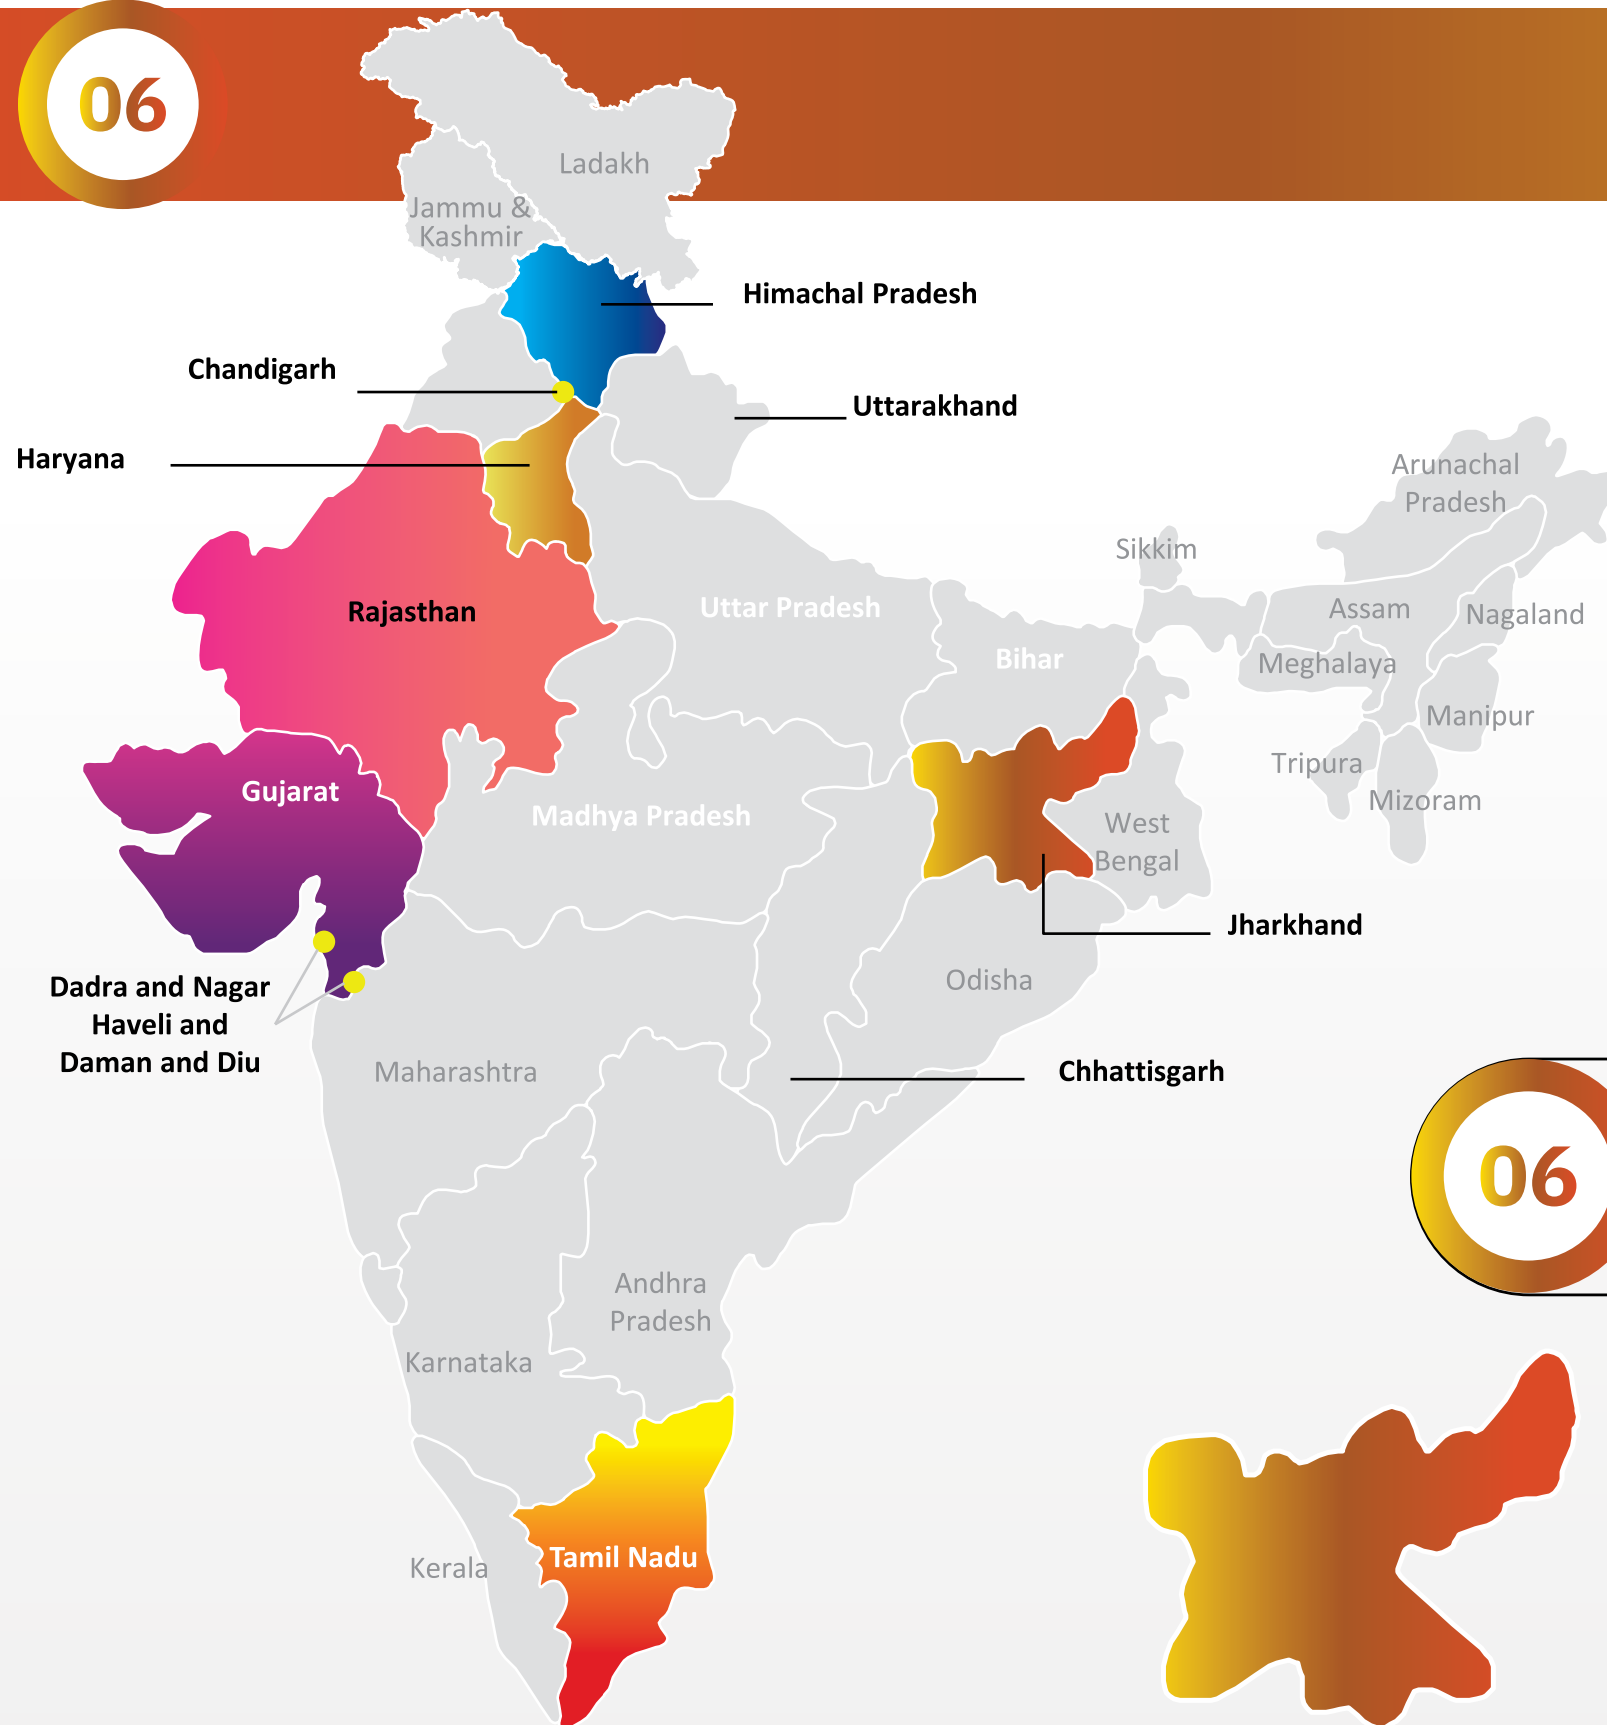 06
Ladakh
Jammu &
Kashmir
Himachal Pradesh
Chandigarh
Uttarakhand
Haryana
Arunachal
Pradesh
Sikkim
Rajasthan
Uttar Pradesh
Assam
Nagaland
Bihar
Meghalaya
Manipur
Tripura
Gujarat
Mizoram
Madhya Pradesh
West
Bengal
Jharkhand
Odisha
Dadra and Nagar
Haveli and
Daman and Diu
Maharashtra
Chhattisgarh
06
Andhra
Pradesh
Karnataka
Tamil Nadu
Kerala